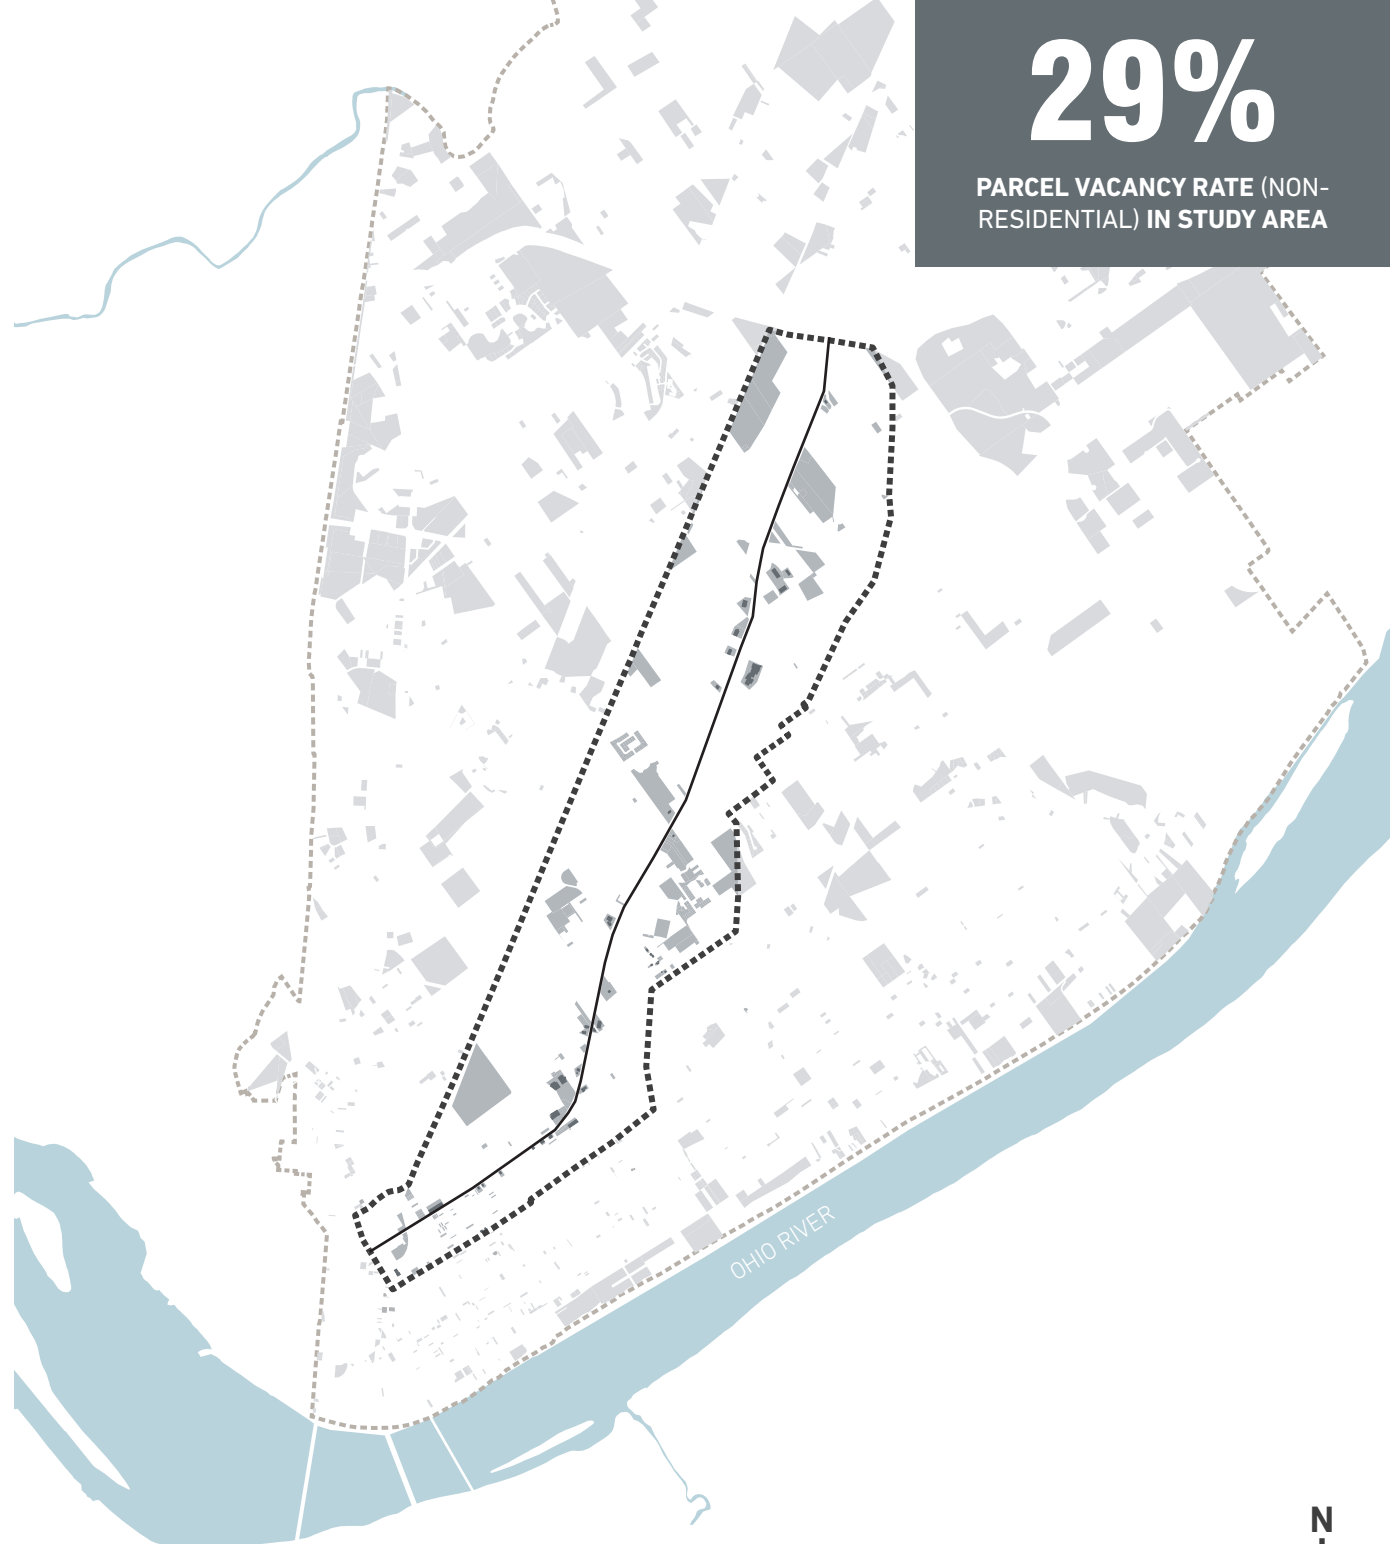 29%
PARCEL VACANCY RATE (NON-
RESIDENTIAL) IN STUDY AREA
OHIO RIVER
N